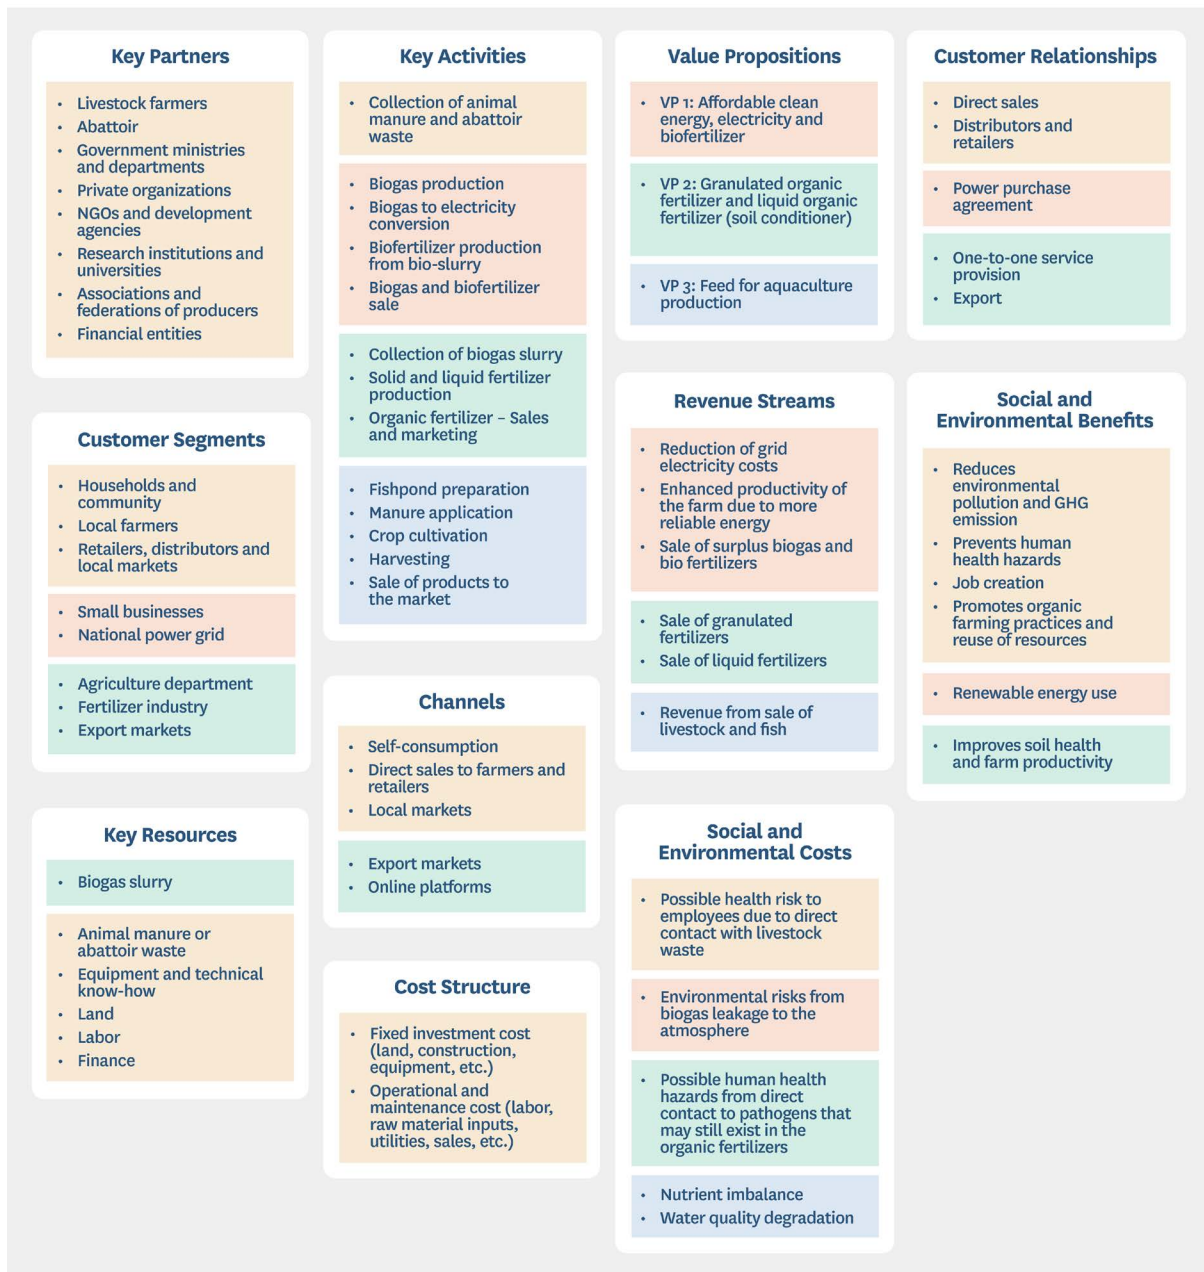 Key Partners
• Livestock farmers
• Abattoir
• Government ministries
and departments
• Private organizations
• NGOs and development
agencies
• Research institutions and
universities
• Associations and
federations of producers
• Financial entities
Customer Segments
• Households and
community
• Local farmers
• Retailers, distributors and
local markets
• Small businesses
• National power grid
• Agriculture department
• Fertilizer industry
• Export markets
Key Resources
• Biogas slurry
• Animal manure or
abattoir waste
• Equipment and technical
know-how
• Land
• Labor
• Finance
Key Activities
• Collection of animal
manure and abattoir
waste
• Biogas production
• Biogas to electricity
conversion
• Biofertilizer production
from bio-slurry
• Biogas and biofertilizer
sale
• Collection of biogas slurry
• Solid and liquid fertilizer
production
• Organic fertilizer – Sales
and marketing
• Fishpond preparation
• Manure application
• Crop cultivation
• Harvesting
• Sale of products to
the market
Channels
• Self-consumption
• Direct sales to farmers and
retailers
• Local markets
• Export markets
• Online platforms
Cost Structure
• Fixed investment cost
(land, construction,
equipment, etc.)
• Operational and
maintenance cost (labor,
raw material inputs,
utilities, sales, etc.)
Value Propositions
• VP 1: Affordable clean
energy, electricity and
biofertilizer
• VP 2: Granulated organic
fertilizer and liquid organic
fertilizer (soil conditioner)
• VP 3: Feed for aquaculture
production
Revenue Streams
• Reduction of grid
electricity costs
• Enhanced productivity of
the farm due to more
reliable energy
• Sale of surplus biogas and
bio fertilizers
• Sale of granulated
fertilizers
• Sale of liquid fertilizers
• Revenue from sale of
livestock and fish
Social and
Environmental Costs
• Possible health risk to
employees due to direct
contact with livestock
waste
• Environmental risks from
biogas leakage to the
atmosphere
• Possible human health
hazards from direct
contact to pathogens that
may still exist in the
organic fertilizers
• Nutrient imbalance
• Water quality degradation
Customer Relationships
• Direct sales
• Distributors and
retailers
• Power purchase
agreement
• One-to-one service
provision
• Export
Social and
Environmental Benefits
• Reduces
environmental
pollution and GHG
emission
• Prevents human
health hazards
• Job creation
• Promotes organic
farming practices and
reuse of resources
• Renewable energy use
• Improves soil health
and farm productivity